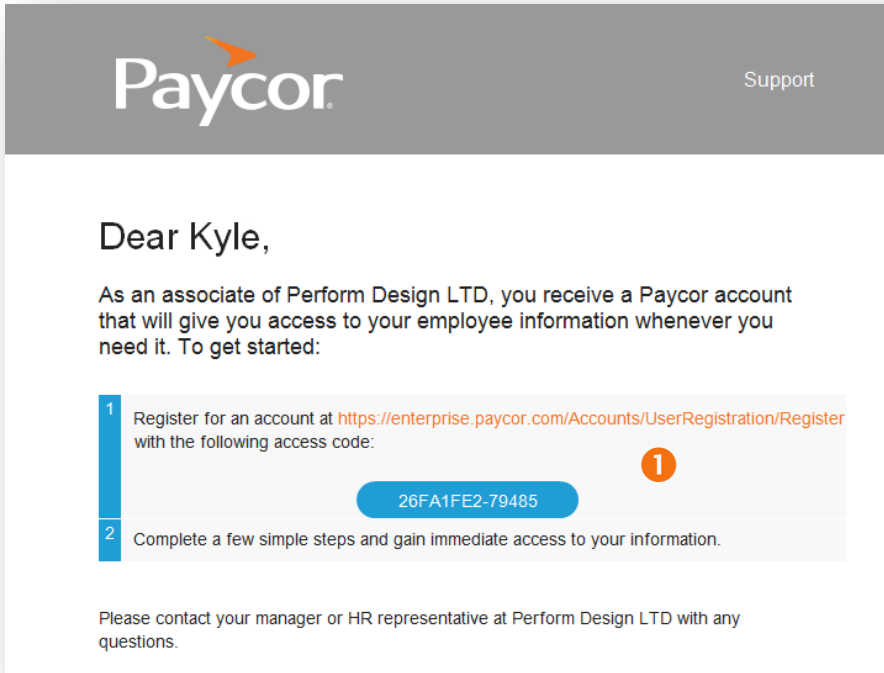 Paycor
Support
Dear Kyle,
As an associate of Perform Design LTD, you receive a Paycor account
that will give you access to your employee information whenever you
need it. To get started:
1
Register for an account at https://enterprise.paycor.com/Accounts/UserRegistration/Register
with the following access code:
1
26FA1FE2-79485
2
Complete a few simple steps and gain immediate access to your information.
Please contact your manager or HR representative at Perform Design LTD with any
questions.